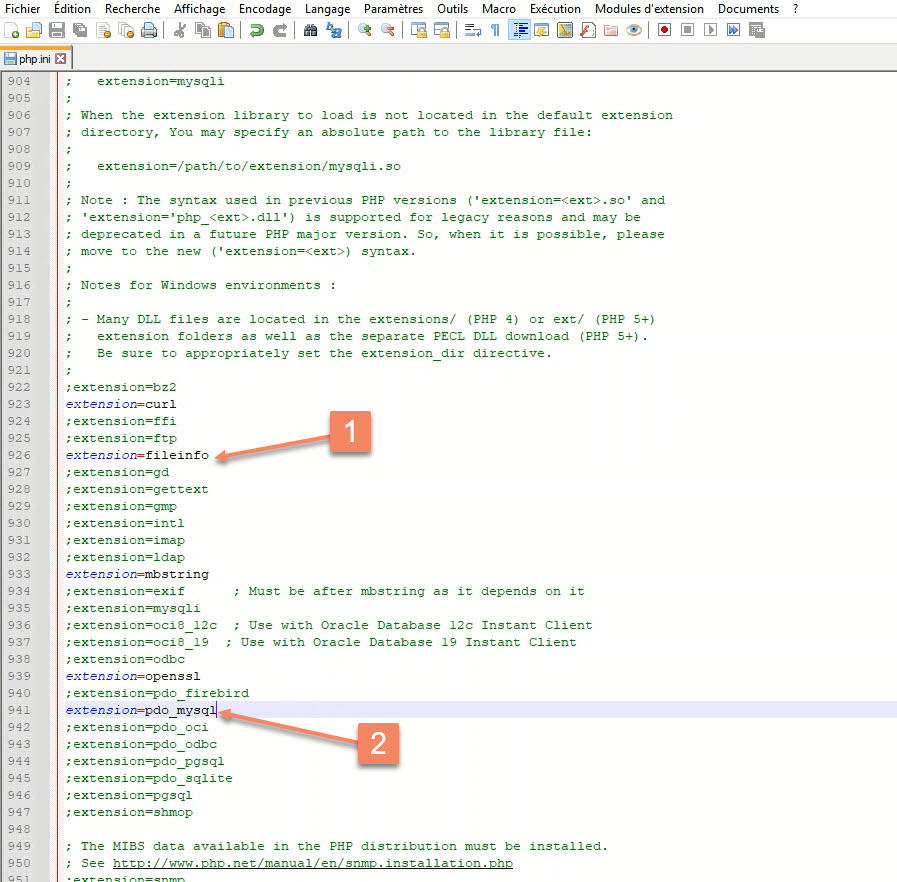 Fichier Édition Recherche Affichage Encodage Langage Paramètres Outils Macro Exécution Modules d'extension Documents ?
php.ini
904 ;   extension=mysqli
905 ;
906 ; When the extension library to load is not located in the default extension
907 ; directory, You may specify an absolute path to the library file:
908 ;
909 ;   extension=/path/to/extension/mysqli.so
910 ;
911 ; Note : The syntax used in previous PHP versions ('extension=<ext>.so' and
912 ; 'extension='php_<ext>.dll') is supported for legacy reasons and may be
913 ; deprecated in a future PHP major version. So, when it is possible, please
914 ; move to the new ('extension=<ext>) syntax.
915 ;
916 ; Notes for Windows environments :
917 ;
918 ; - Many DLL files are located in the extensions/ (PHP 4) or ext/ (PHP 5+)
919 ;   extension folders as well as the separate PECL DLL download (PHP 5+).
920 ;   Be sure to appropriately set the extension_dir directive.
921 ;
922 ;extension=bz2
923 extension=curl
924 ;extension=ffi
925 ;extension=ftp
1
926 extension=fileinfo
927 ;extension=gd
928 ;extension=gettext
929 ;extension=gmp
930 ;extension=intl
931 ;extension=imap
932 ;extension=ldap
933 extension=mbstring
934 ;extension=exif      ; Must be after mbstring as it depends on it
935 ;extension=mysqli
936 ;extension=oci8_12c  ; Use with Oracle Database 12c Instant Client
937 ;extension=oci8_19  ; Use with Oracle Database 19 Instant Client
938 ;extension=odbc
939 extension=openssl
940 ;extension=pdo_firebird
941 extension=pdo_mysql
942 ;extension=pdo_oci
2
943 ;extension=pdo_odbc
944 ;extension=pdo_pgsql
945 ;extension=pdo_sqlite
946 ;extension=pgsql
947 ;extension=shmop
948
949 ; The MIBS data available in the PHP distribution must be installed.
950 ; See http://www.php.net/manual/en/snmp.installation.php
951 ;extension=snmp